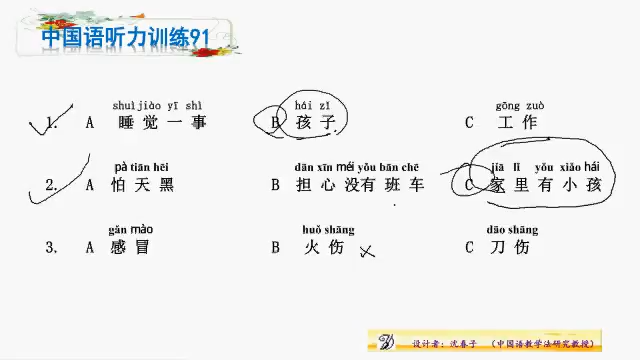 中国语听力训练91
shuìjiào yī shì hái zǐ gōng zuò
1. A 睡觉一事 B 孩子 C 工作
pà tiān hēi dān xīn méi yǒu bān chē jiā lǐ yǒu xiǎo hái
2. A 怕天黑 B 担心没有班车 C 家里有小孩
gǎn mào huǒ shāng dāo shāng
3. A 感冒 B 火伤 C 刀伤
设计者：沈春子 （中国语教学法研究教授）